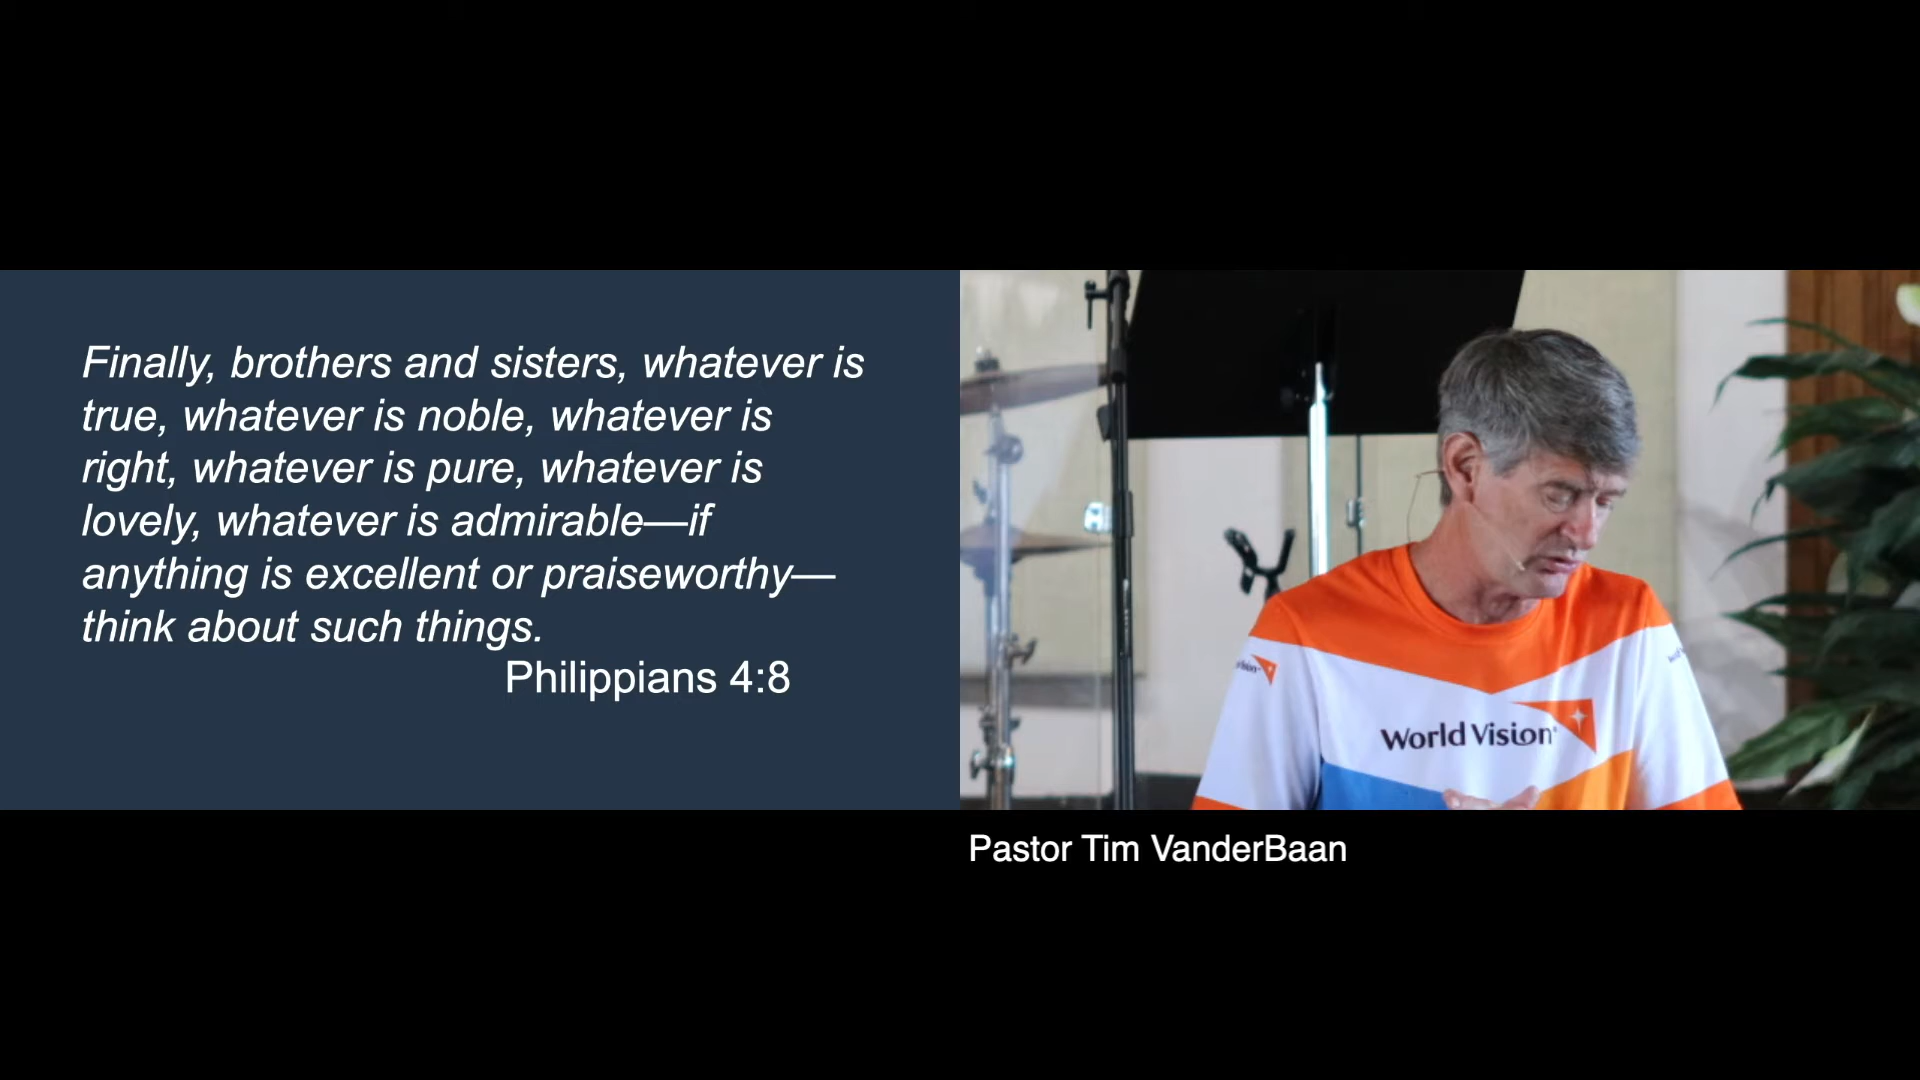 Finally, brothers and sisters, whatever is
true, whatever is noble, whatever is
right, whatever is pure, whatever is
lovely, whatever is admirable—if
anything is excellent or praiseworthy—
think about such things.
Philippians 4:8
World Vision
Pastor Tim VanderBaan